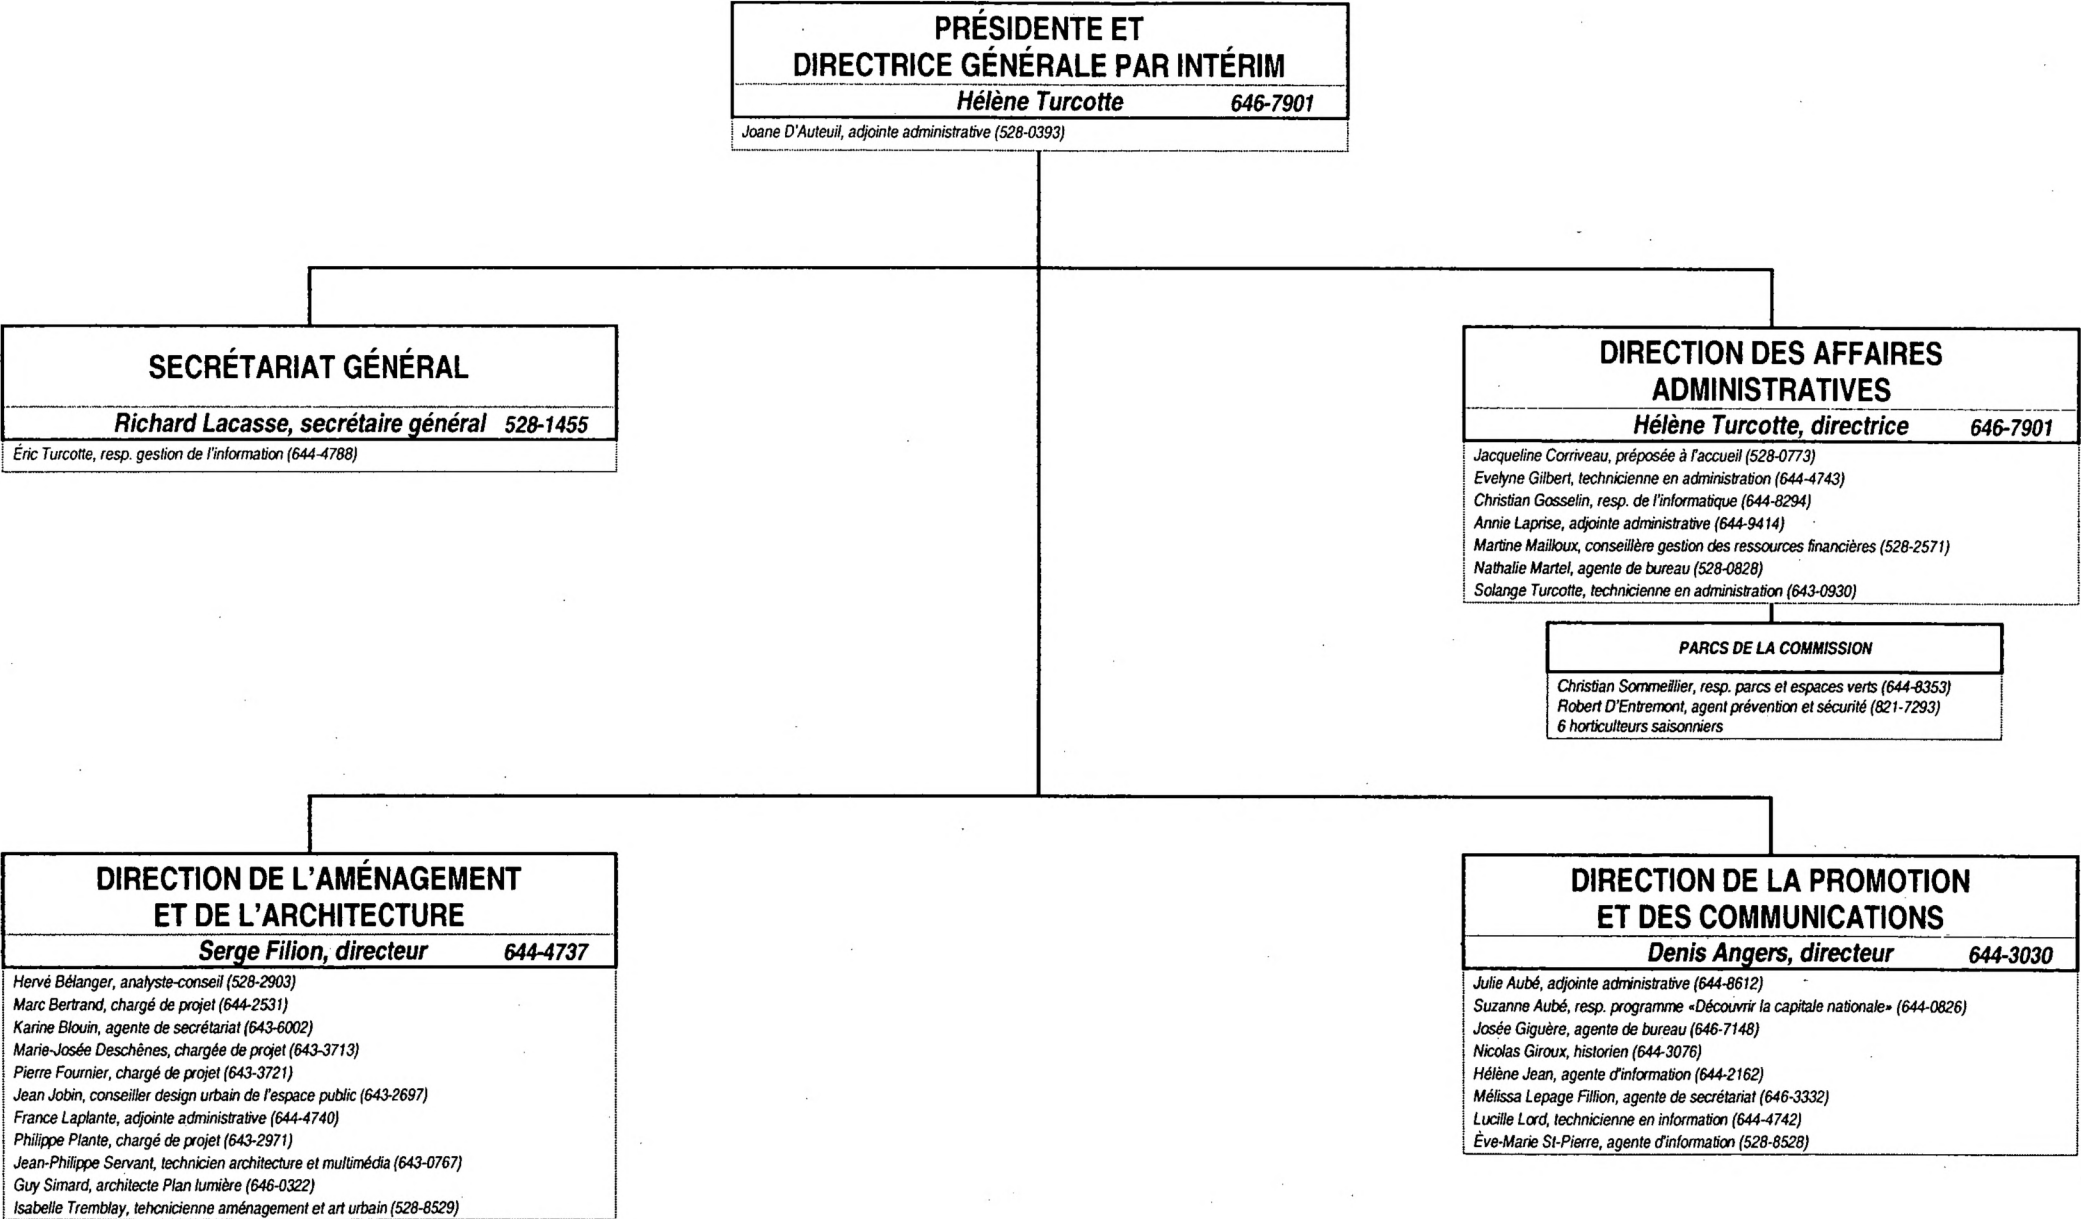 PRÉSIDENTE ET
DIRECTRICE GÉNÉRALE PAR INTÉRIM
Hélène Turcotte 646-7901
Joane D'Auteuil, adjointe administrative (528-0393)
SECRÉTARIAT GÉNÉRAL
Richard Lacasse, secrétaire général 528-1455
Éric Turcotte, resp. gestion de l'information (644-4788)
DIRECTION DES AFFAIRES
ADMINISTRATIVES
Hélène Turcotte, directrice 646-7901
Jacqueline Corriveau, préposée à l'accueil (528-0773)
Evelyne Gilbert, technicienne en administration (644-4743)
Christian Gosselin, resp. de l'informatique (644-8294)
Annie Laprise, adjointe administrative (644-9414)
Martine Mailloux, conseillère gestion des ressources financières (528-2571)
Nathalie Martel, agente de bureau (528-0828)
Solange Turcotte, technicienne en administration (643-0930)
PARCS DE LA COMMISSION
Christian Sommeillier, resp. parcs et espaces verts (644-8353)
Robert D'Entremont, agent prévention et sécurité (821-7293)
6 horticulteurs saisonniers
DIRECTION DE L'AMÉNAGEMENT
ET DE L'ARCHITECTURE
Serge Filion, directeur 644-4737
Hervé Bélanger, analyste-conseil (528-2903)
Marc Bertrand, chargé de projet (644-2531)
Karine Blouin, agente de secrétariat (643-6002)
Marie-Josée Deschênes, chargée de projet (643-3713)
Pierre Fournier, chargé de projet (643-3721)
Jean Jobin, conseiller design urbain de l'espace public (643-2697)
France Laplante, adjointe administrative (644-4740)
Philippe Plante, chargé de projet (643-2971)
Jean-Philippe Servant, technicien architecture et multimédia (643-0767)
Guy Simard, architecte Plan lumière (646-0322)
Isabelle Tremblay, tehcnicienne aménagement et art urbain (528-8529)
DIRECTION DE LA PROMOTION
ET DES COMMUNICATIONS
Denis Angers, directeur 644-3030
Julie Aubé, adjointe administrative (644-8612)
Suzanne Aubé, resp. programme «Découvrir la capitale nationale» (644-0826)
Josée Giguère, agente de bureau (646-7148)
Nicolas Giroux, historien (644-3076)
Hélène Jean, agente d'information (644-2162)
Mélissa Lepage Fillion, agente de secrétariat (646-3332)
Lucille Lord, technicienne en information (644-4742)
Ève-Marie St-Pierre, agente d'information (528-8528)